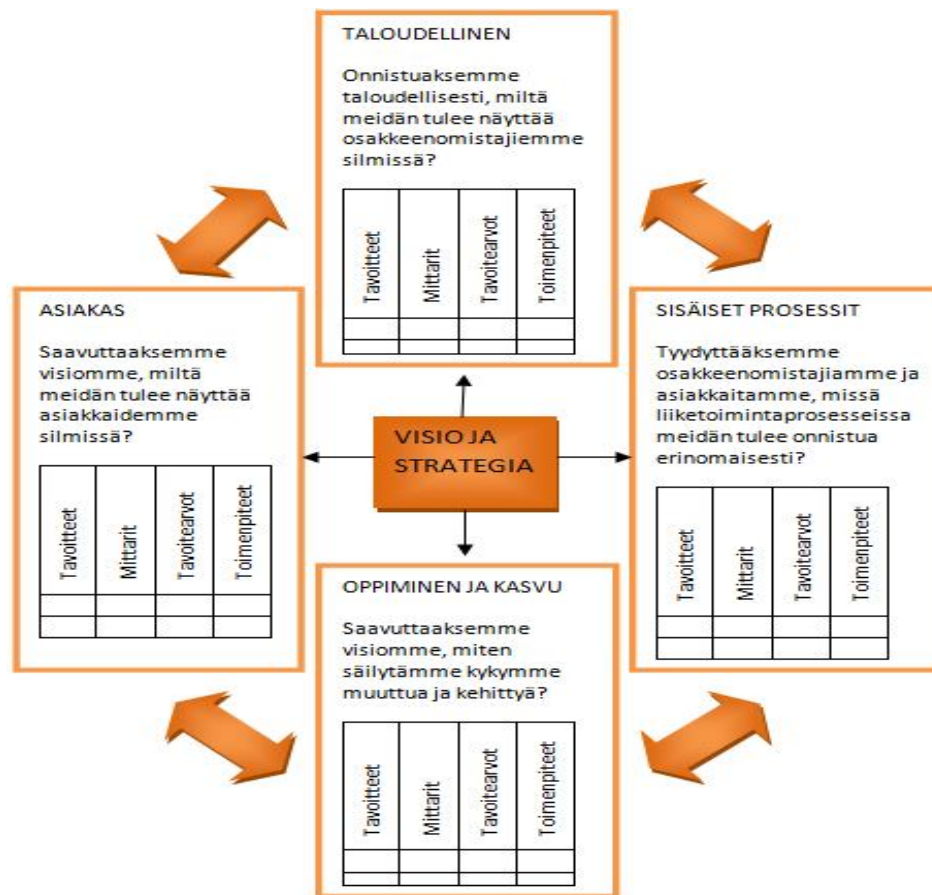 TALOUDELLINEN
Onnistuaksemme
taloudellisesti, miltä
meidän tulee näyttää
osakkeenomistajiemme
silmissä?
Tavoitteet
Mittarit
Tavoitearvot
Toimenpiteet
ASIAKAS
Saavuttaaksemme
visiomme, miltä
meidän tulee näyttää
asiakkaidemme
silmissä?
Tavoitteet
Mittarit
Tavoitearvot
Toimenpiteet
VISIO JA
STRATEGIA
SISÄISET PROSESSIT
Tyydyttääksemme
osakkeenomistajiamme ja
asiakkaitamme, missä
liiketoimintaprosesseissa
meidän tulee onnistua
erinomaisesti?
Tavoitteet
Mittarit
Tavoitearvot
Toimenpiteet
OPPIMINEN JA KASVU
Saavuttaaksemme
visiomme, miten
säilytämme kykymme
muuttua ja kehittyä?
Tavoitteet
Mittarit
Tavoitearvot
Toimenpiteet